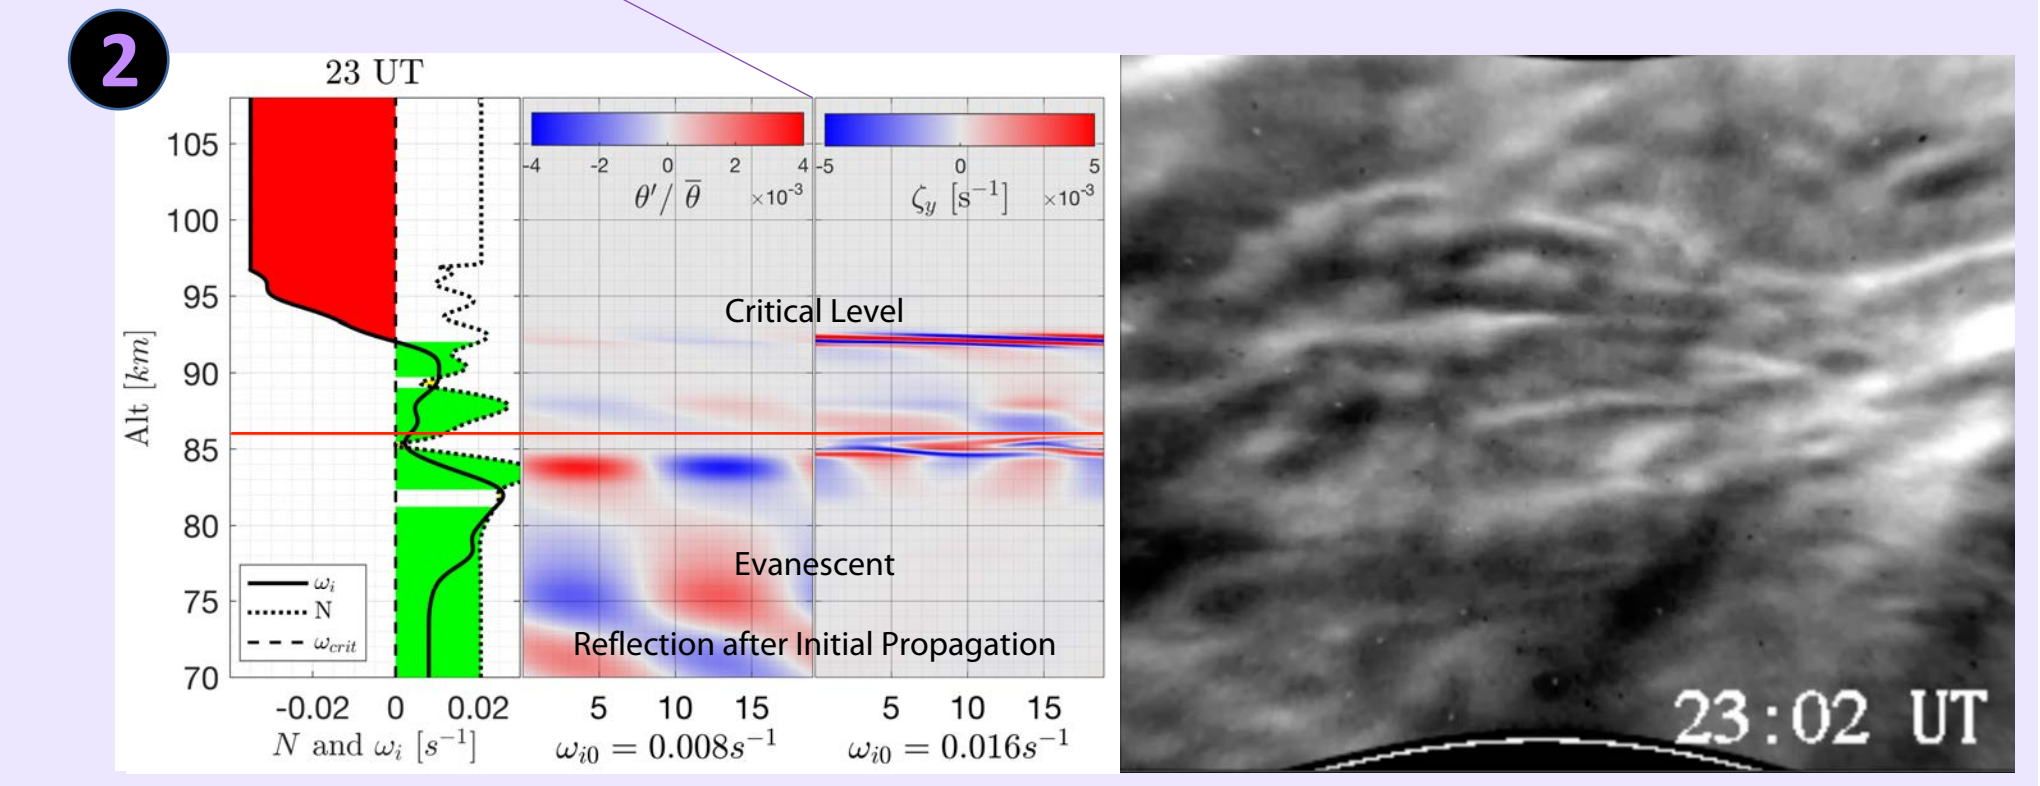 2
23 UT
105
100
95
90
85
80
75
70
Alt [km]
ω_i
N
ω_crit
-0.02 0 0.02
N and ω_i [s⁻¹]
-4 -2 0 2 4
θ′/ θ̅ ×10⁻³
-5 0 5
ζ_y [s⁻¹] ×10⁻³
Critical Level
Evanescent
Reflection after Initial Propagation
5 10 15
ω_i0 = 0.008s⁻¹
5 10 15
ω_i0 = 0.016s⁻¹
23:02 UT